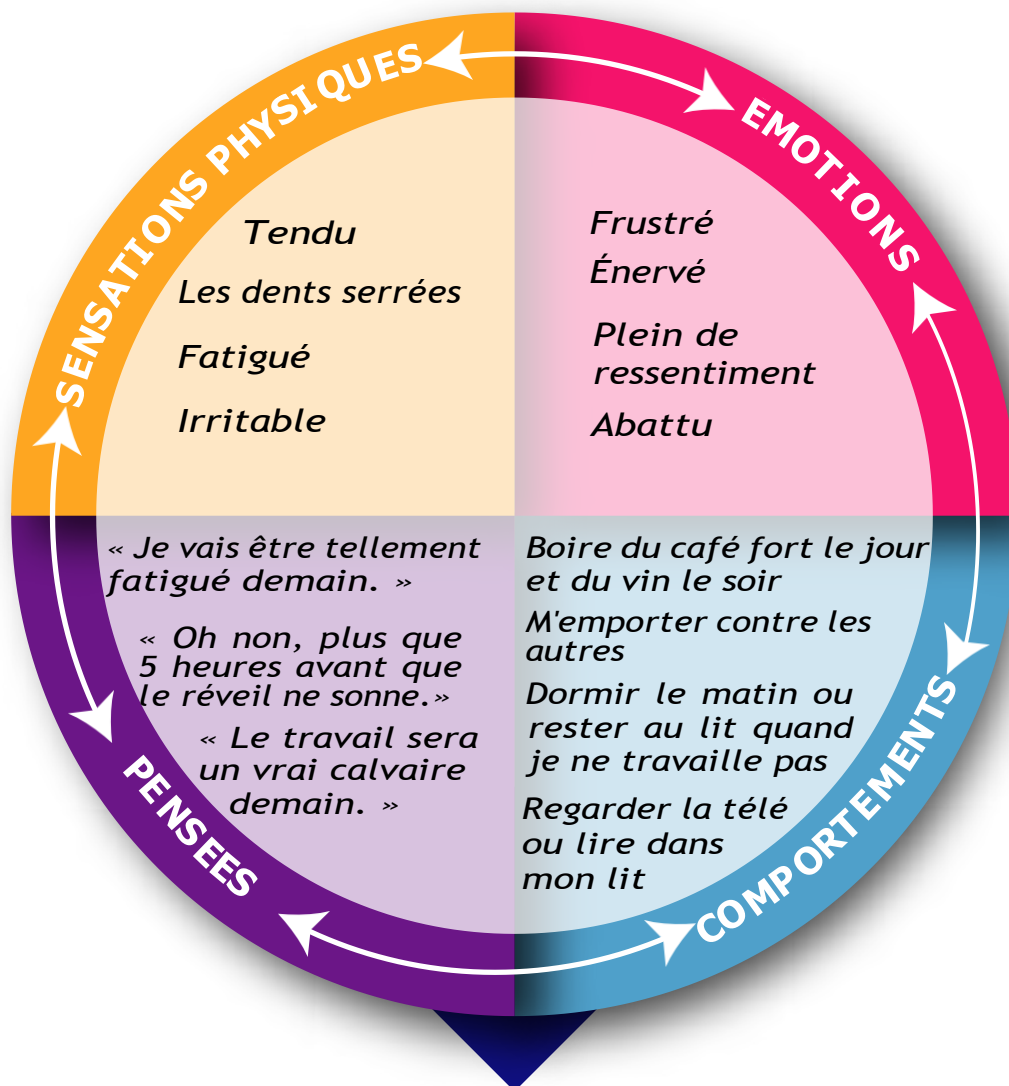 SENSATIONS PHYSIQUES
Tendu
Les dents serrées
Fatigué
Irritable
EMOTIONS
Frustré
Énervé
Plein de
ressentiment
Abattu
« Je vais être tellement
fatigué demain. »
« Oh non, plus que
5 heures avant que
le réveil ne sonne.»
« Le travail sera
un vrai calvaire
demain. »
PENSEES
Boire du café fort le jour
et du vin le soir
M'emporter contre les
autres
Dormir le matin ou
rester au lit quand
je ne travaille pas
Regarder la télé
ou lire dans
mon lit
COMPORTEMENTS